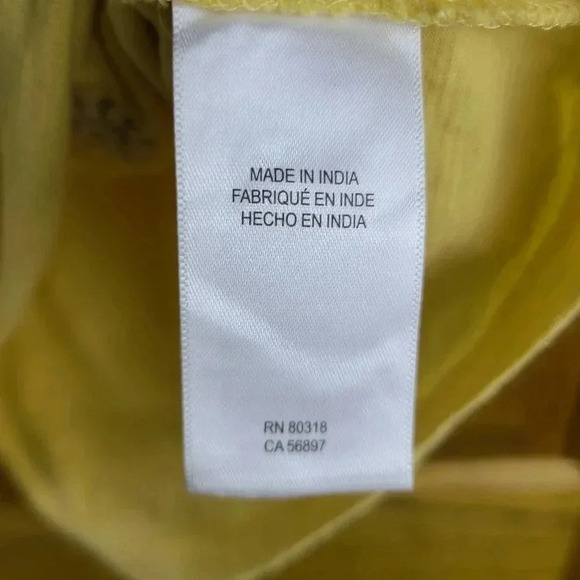 MADE IN INDIA
FABRIQUÉ EN INDE
HECHO EN INDIA
RN 80318
CA 56897